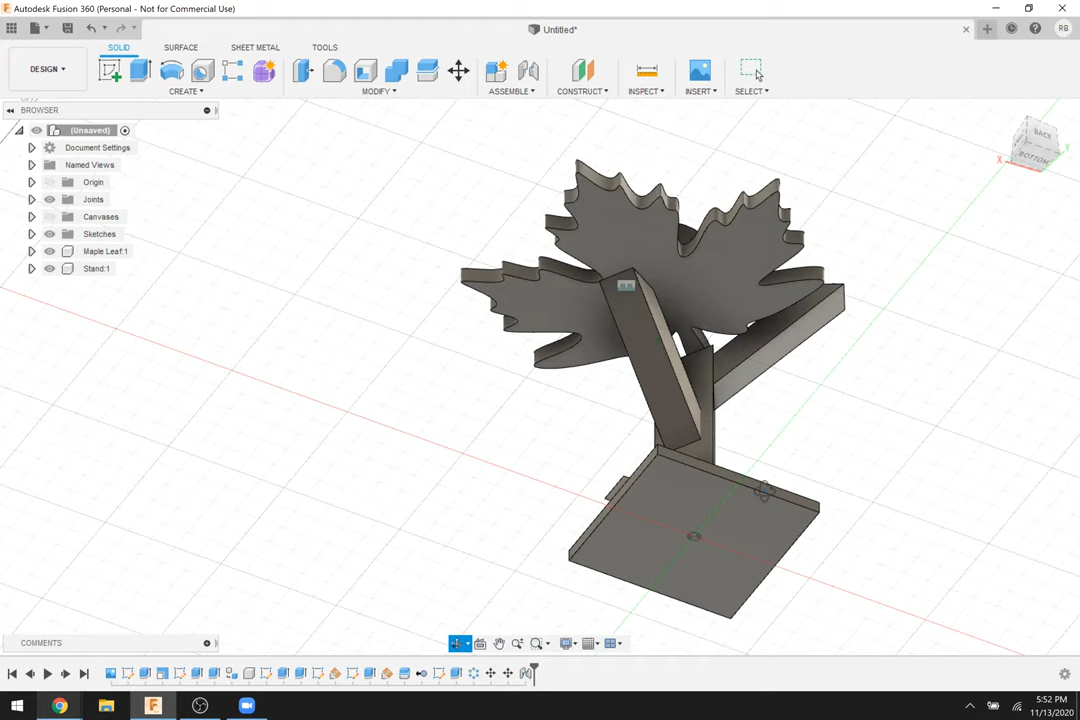 Autodesk Fusion 360 (Personal - Not for Commercial Use)
Untitled*
RB
DESIGN
SOLID
SURFACE
SHEET METAL
TOOLS
CREATE
MODIFY
ASSEMBLE
CONSTRUCT
INSPECT
INSERT
SELECT
BROWSER
(Unsaved)
Document Settings
Named Views
Origin
Joints
Canvases
Sketches
Maple Leaf:1
Stand:1
BACK
BOTTOM
X
Y
Z
COMMENTS
5:52 PM
11/13/2020